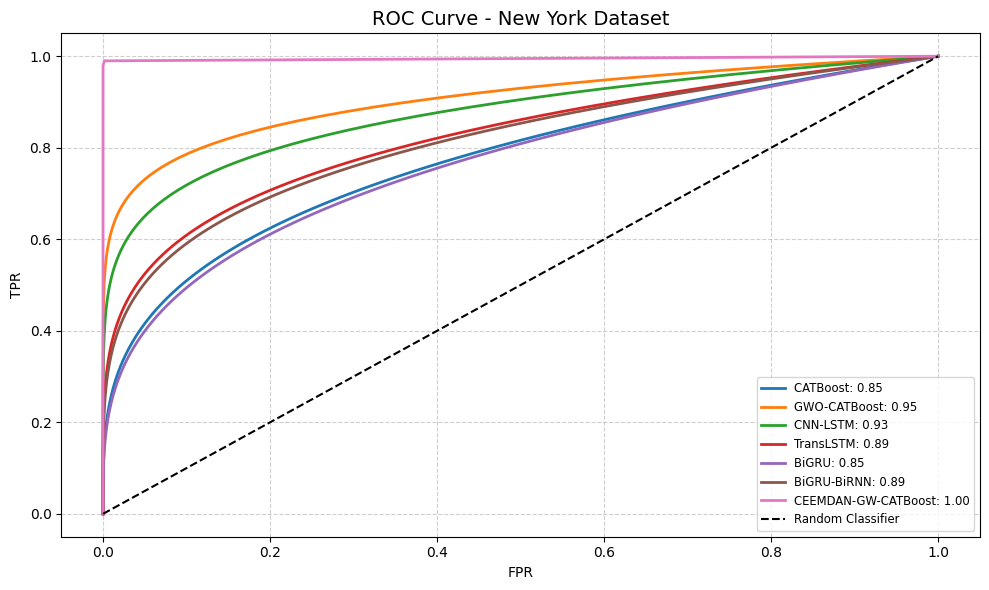 ROC Curve - New York Dataset
TPR
1.0
0.8
0.6
0.4
0.2
0.0
0.0 0.2 0.4 0.6 0.8 1.0
FPR
CATBoost: 0.85
GWO-CATBoost: 0.95
CNN-LSTM: 0.93
TransLSTM: 0.89
BiGRU: 0.85
BiGRU-BiRNN: 0.89
CEEMDAN-GW-CATBoost: 1.00
Random Classifier